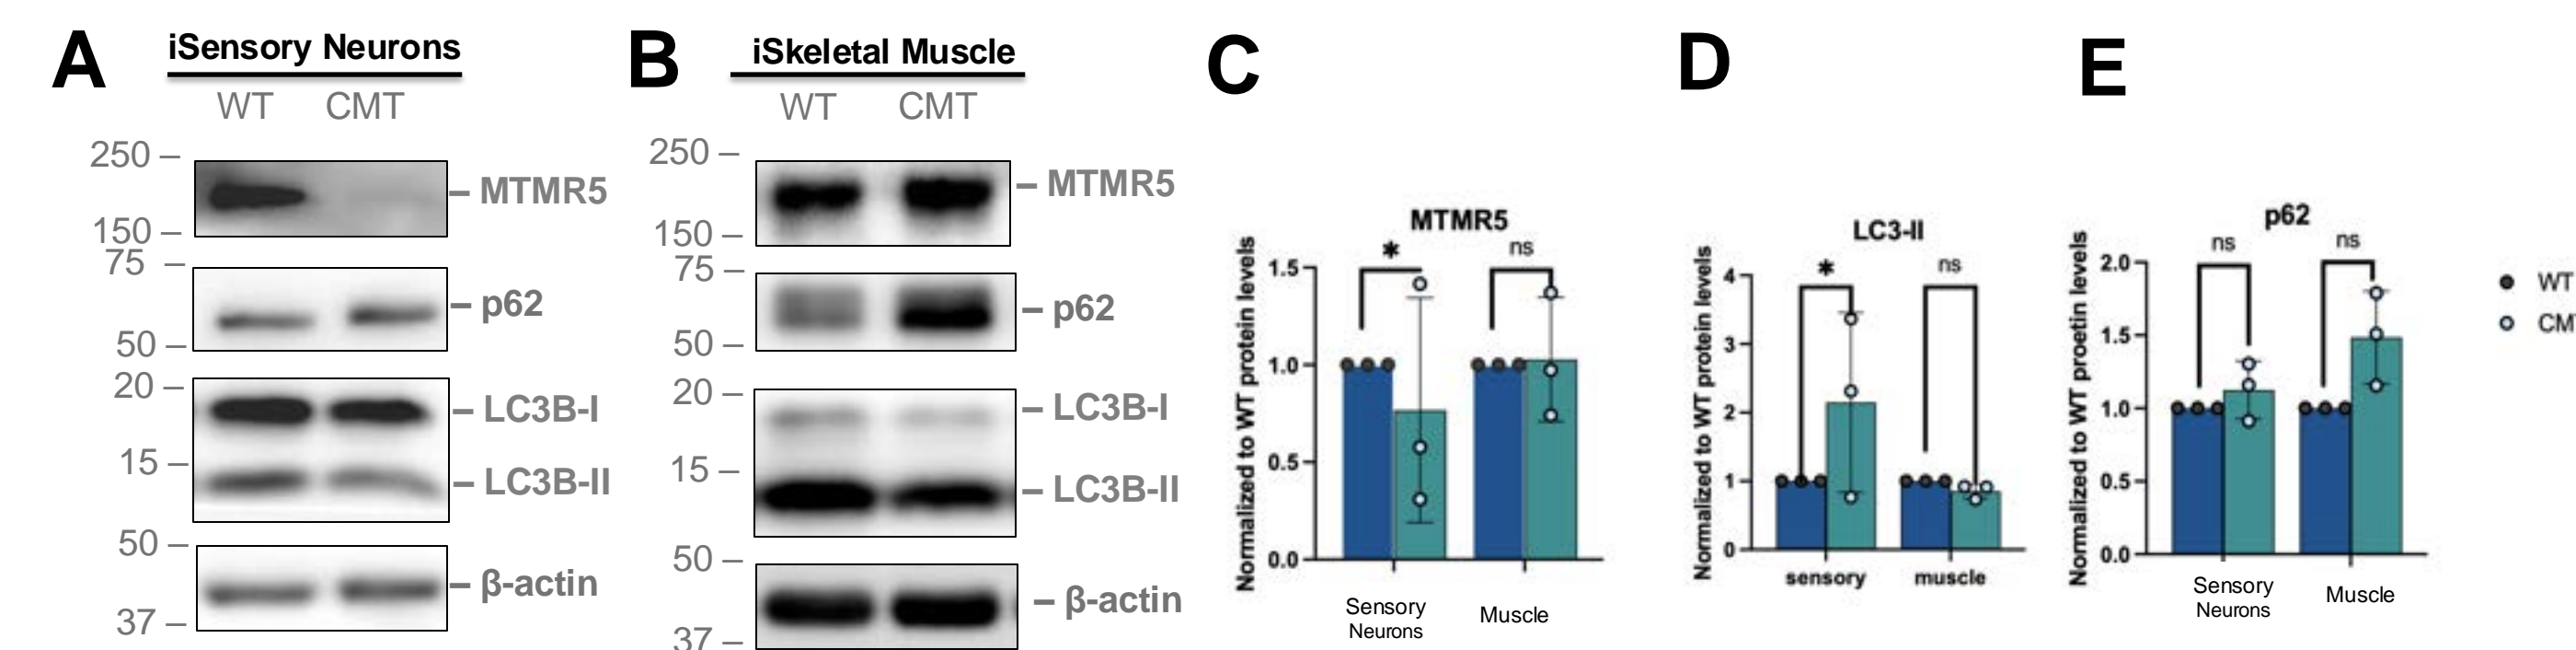 A
iSensory Neurons
WT CMT
250 –
– MTMR5
150 –
75 –
– p62
50 –
20 –
– LC3B-I
15 –
– LC3B-II
50 –
– β-actin
37 –
B
iSkeletal Muscle
WT CMT
250 –
– MTMR5
150 –
75 –
– p62
50 –
20 –
– LC3B-I
15 –
– LC3B-II
50 –
– β-actin
37 –
C
MTMR5
Normalized to WT protein levels
* ns
1.5
1.0
0.5
0.0
Sensory
Neurons
Muscle
D
LC3-II
Normalized to WT protein levels
* ns
4
3
2
1
0
sensory muscle
E
p62
Normalized to WT proetin levels
ns ns
2.0
1.5
1.0
0.5
0.0
Sensory
Neurons
Muscle
WT
CM